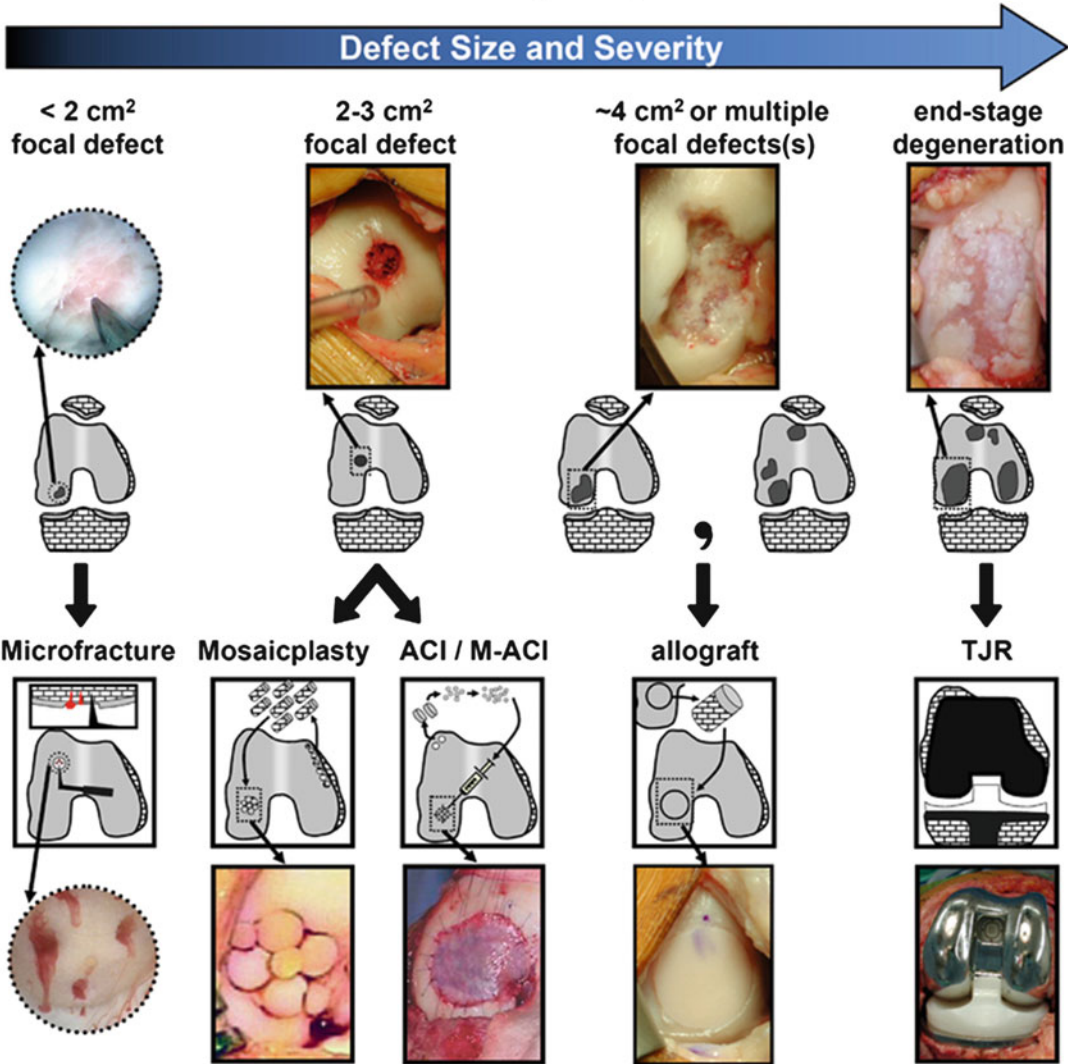 Defect Size and Severity
< 2 cm²
focal defect
2-3 cm²
focal defect
~4 cm² or multiple
focal defects(s)
end-stage
degeneration
,
Microfracture
Mosaicplasty
ACI / M-ACI
allograft
TJR